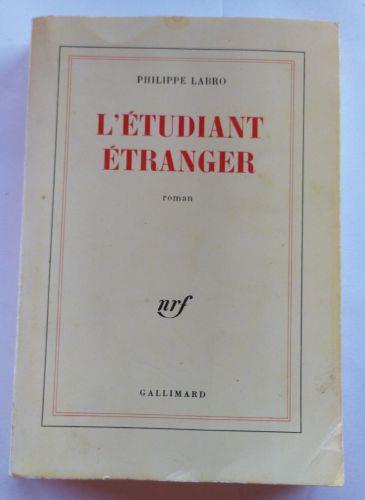 PHILIPPE LABRO
L'ÉTUDIANT
ÉTRANGER
roman
nrf
GALLIMARD